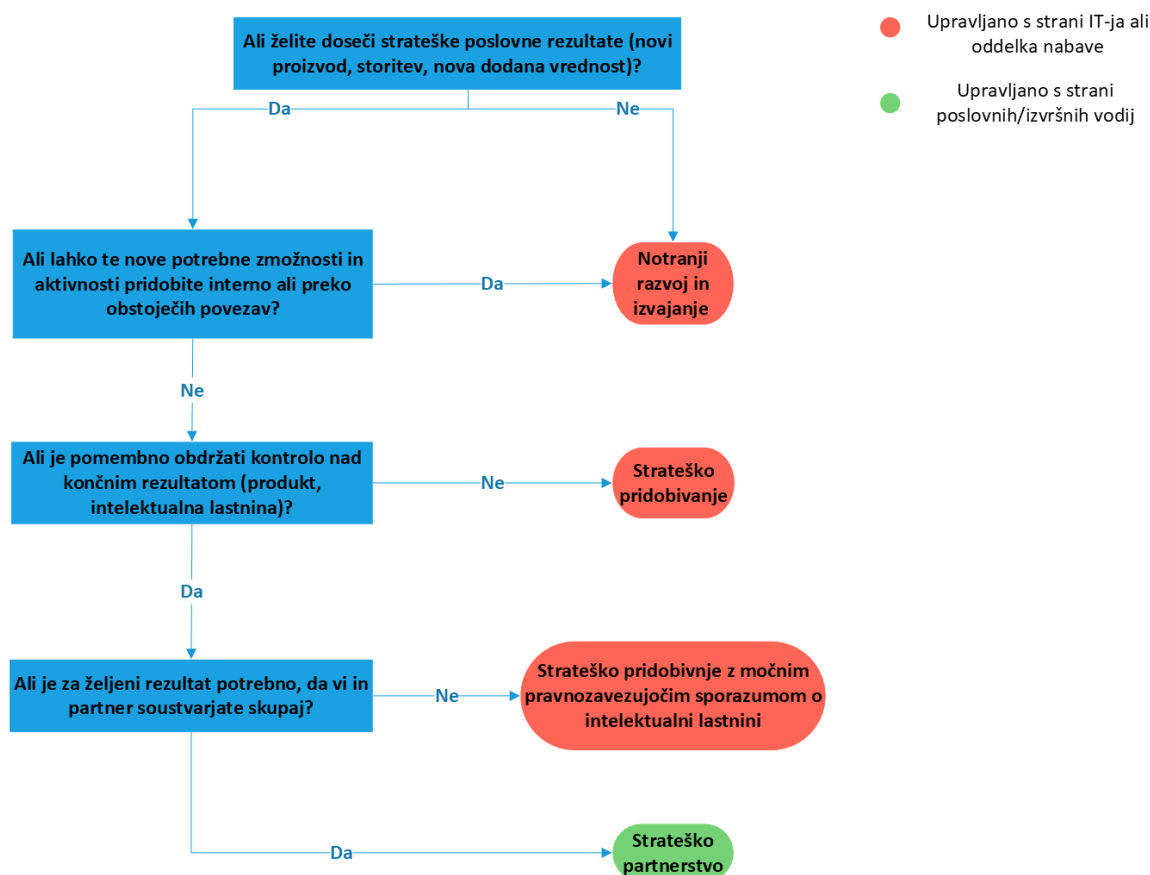 Ali želite doseči strateške poslovne rezultate (novi
proizvod, storitev, nova dodana vrednost)?
Upravljano s strani IT-ja ali
oddelka nabave
Upravljano s strani
poslovnih/izvršnih vodij
Da
Ne
Ali lahko te nove potrebne zmožnosti in
aktivnosti pridobite interno ali preko
obstoječih povezav?
Da
Notranji
razvoj in
izvajanje
Ne
Ali je pomembno obdržati kontrolo nad
končnim rezultatom (produkt,
intelektualna lastnina)?
Ne
Strateško
pridobivanje
Da
Ali je za željeni rezultat potrebno, da vi in
partner soustvarjate skupaj?
Ne
Strateško pridobivnje z močnim
pravnozavezujočim sporazumom o
intelektualni lastnini
Da
Strateško
partnerstvo